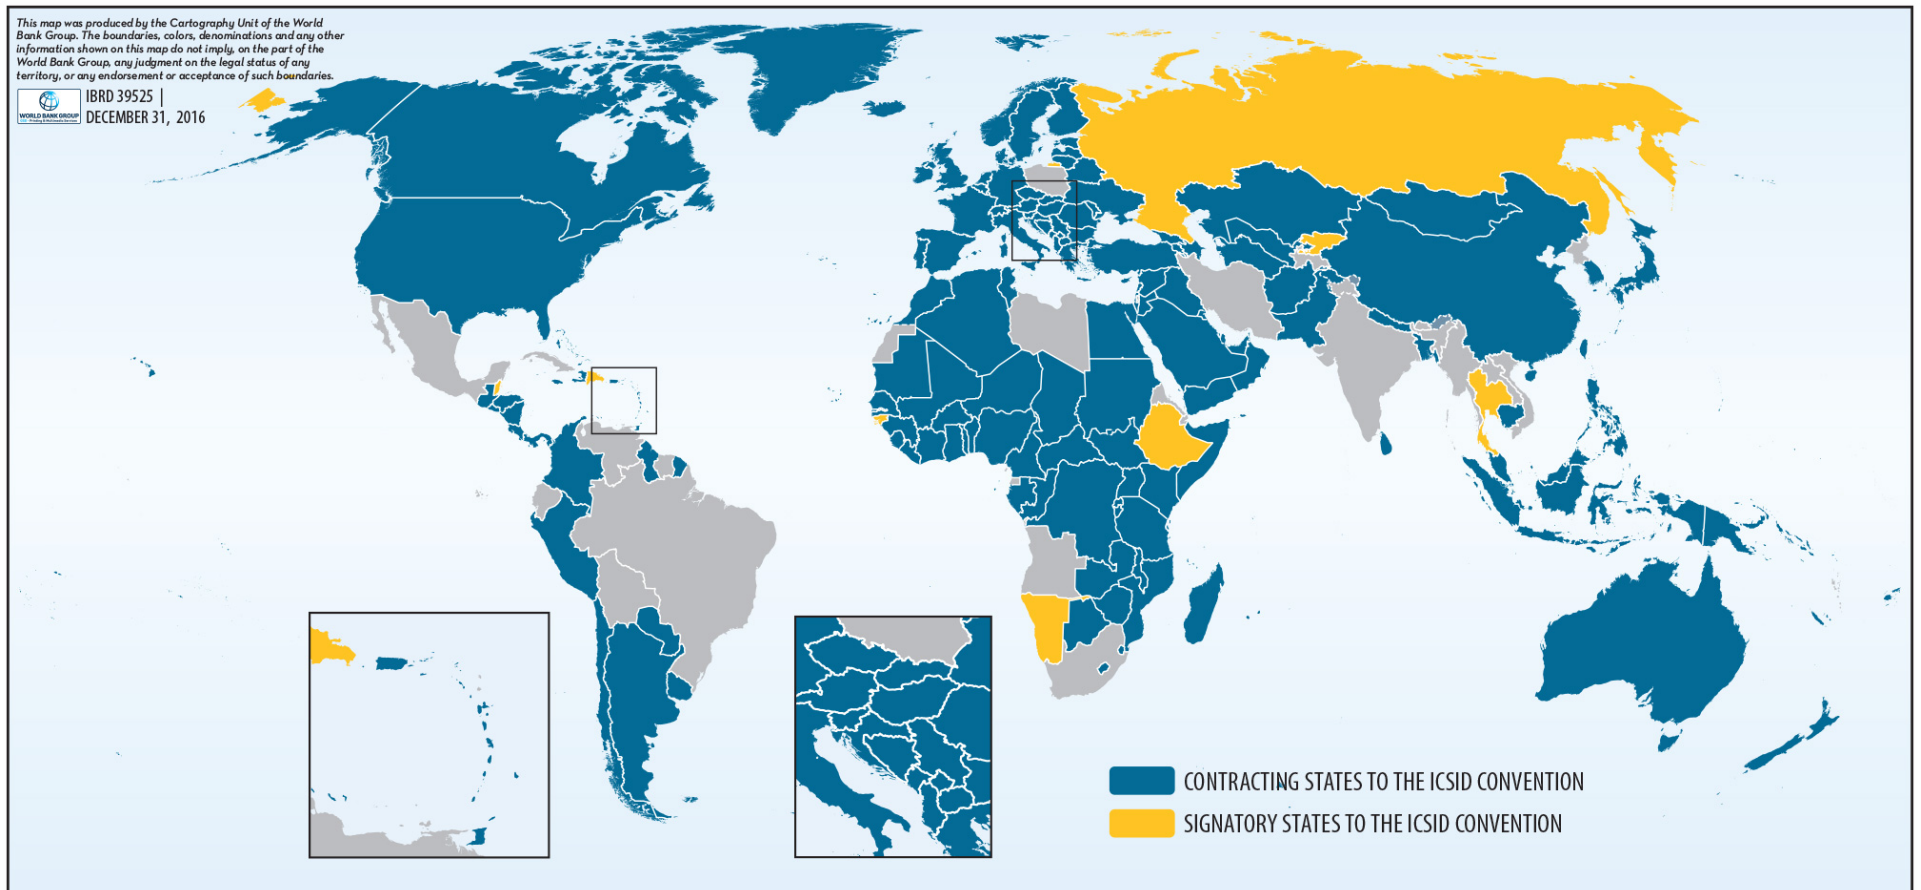 This map was produced by the Cartography Unit of the World
Bank Group. The boundaries, colors, denominations and any other
information shown on this map do not imply, on the part of the
World Bank Group, any judgment on the legal status of any
territory, or any endorsement or acceptance of such boundaries.
WORLD BANK GROUP
IBRD 39525 |
DECEMBER 31, 2016
CONTRACTING STATES TO THE ICSID CONVENTION
SIGNATORY STATES TO THE ICSID CONVENTION